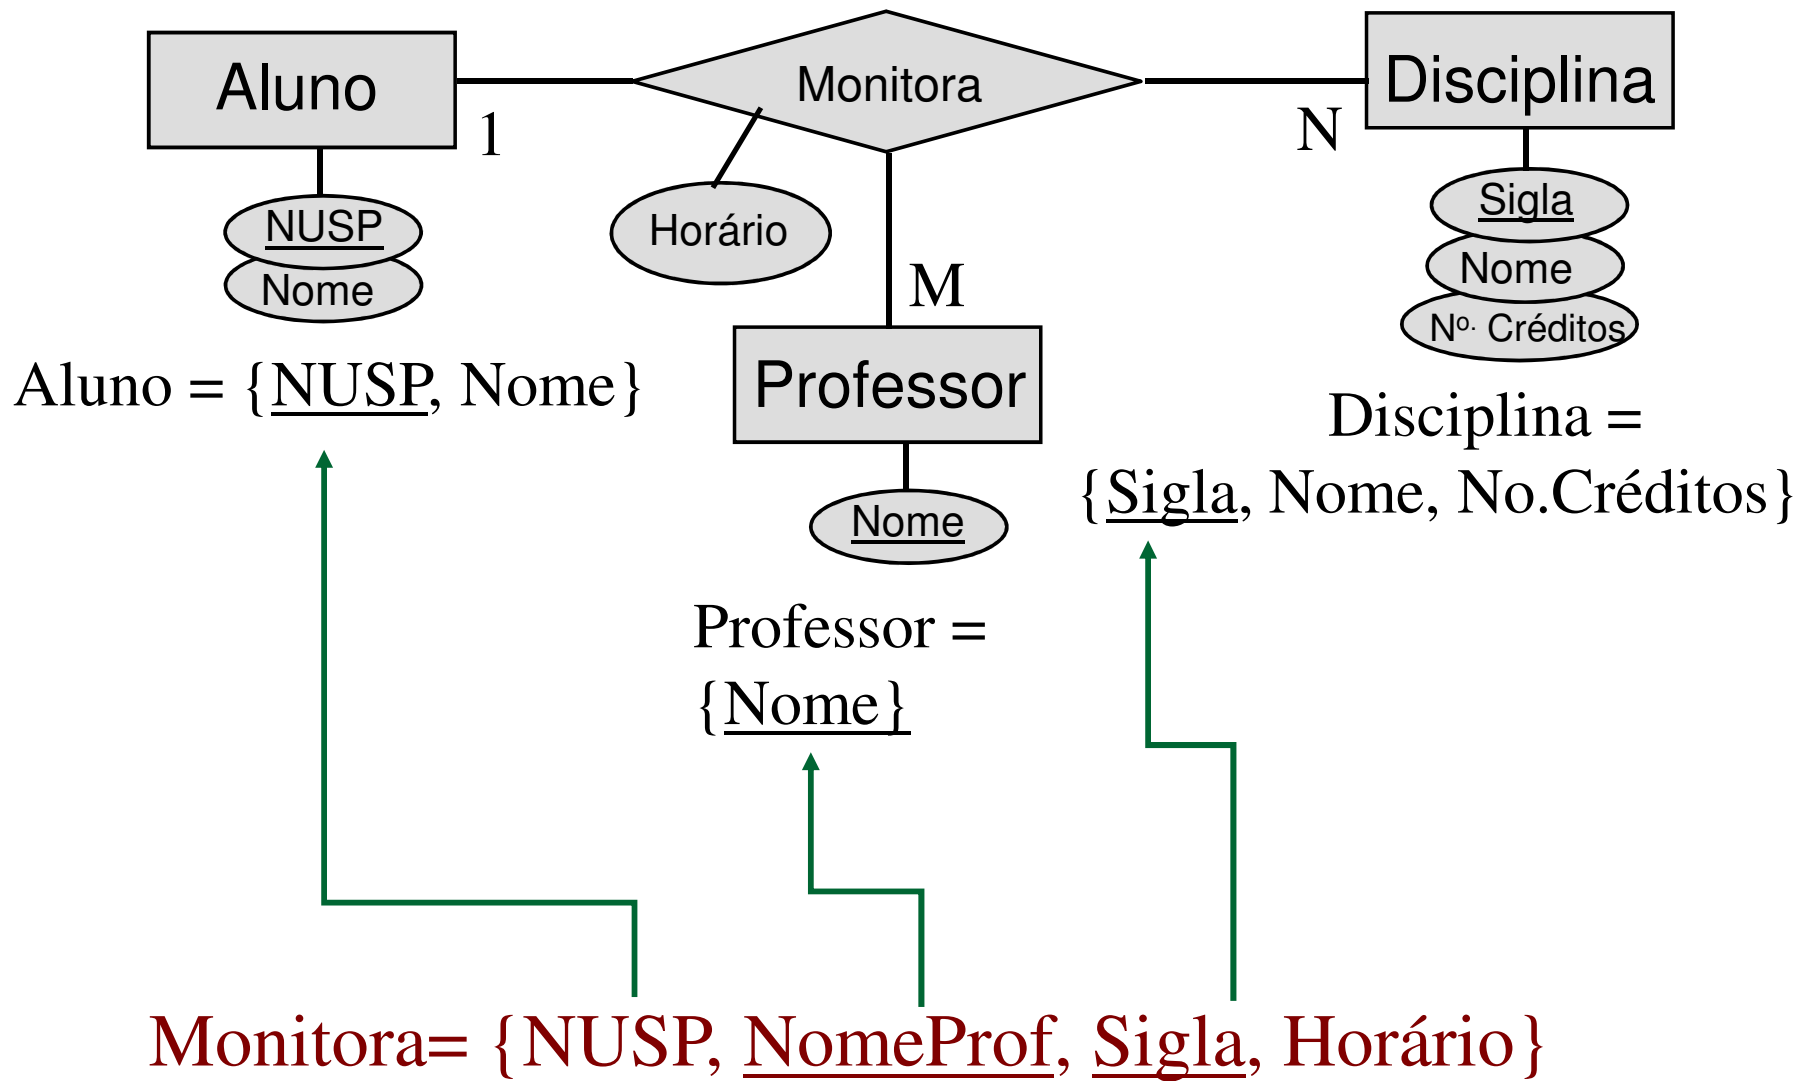 Aluno
Monitora
Disciplina
1
N
NUSP
Nome
Horário
Sigla
Nome
Nº. Créditos
M
Professor
Nome
Aluno = {NUSP, Nome}
Disciplina =
{Sigla, Nome, No.Créditos}
Professor =
{Nome}
Monitora= {NUSP, NomeProf, Sigla, Horário}